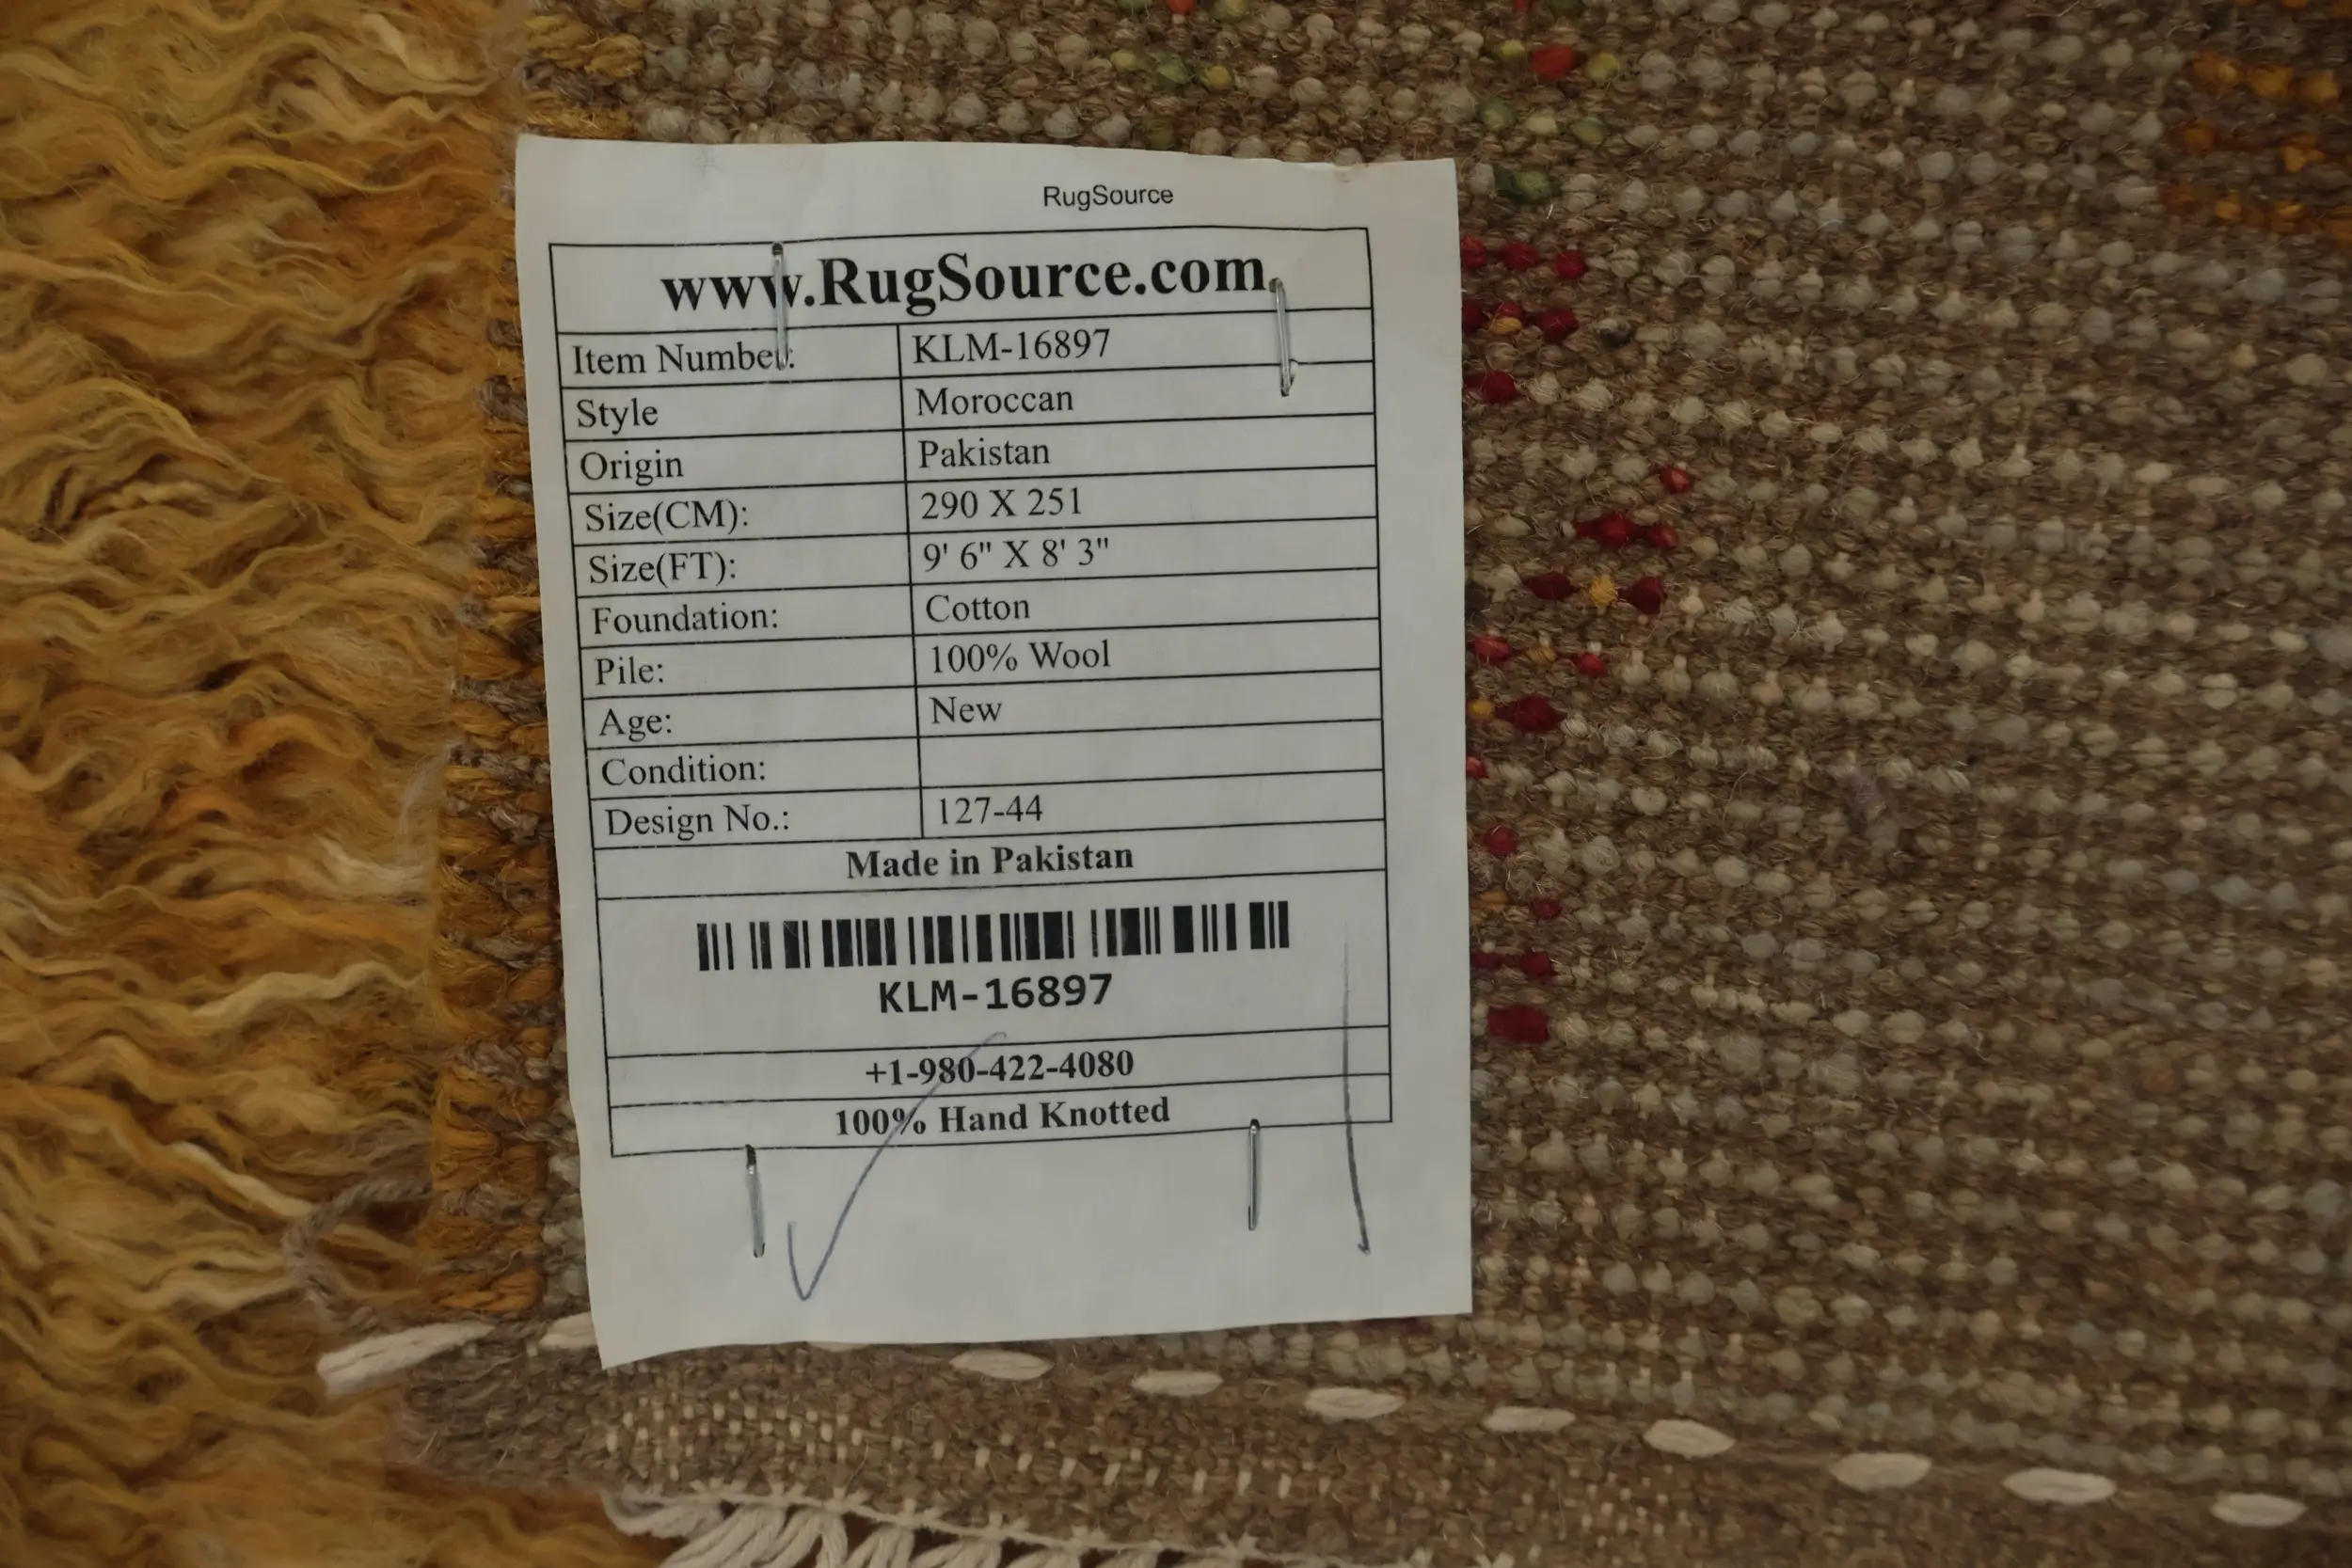 RugSource
www.RugSource.com
Item Number: KLM-16897
Style Moroccan
Origin Pakistan
Size(CM): 290 X 251
Size(FT): 9' 6" X 8' 3"
Foundation: Cotton
Pile: 100% Wool
Age: New
Condition:
Design No.: 127-44
Made in Pakistan
KLM-16897
+1-980-422-4080
100% Hand Knotted